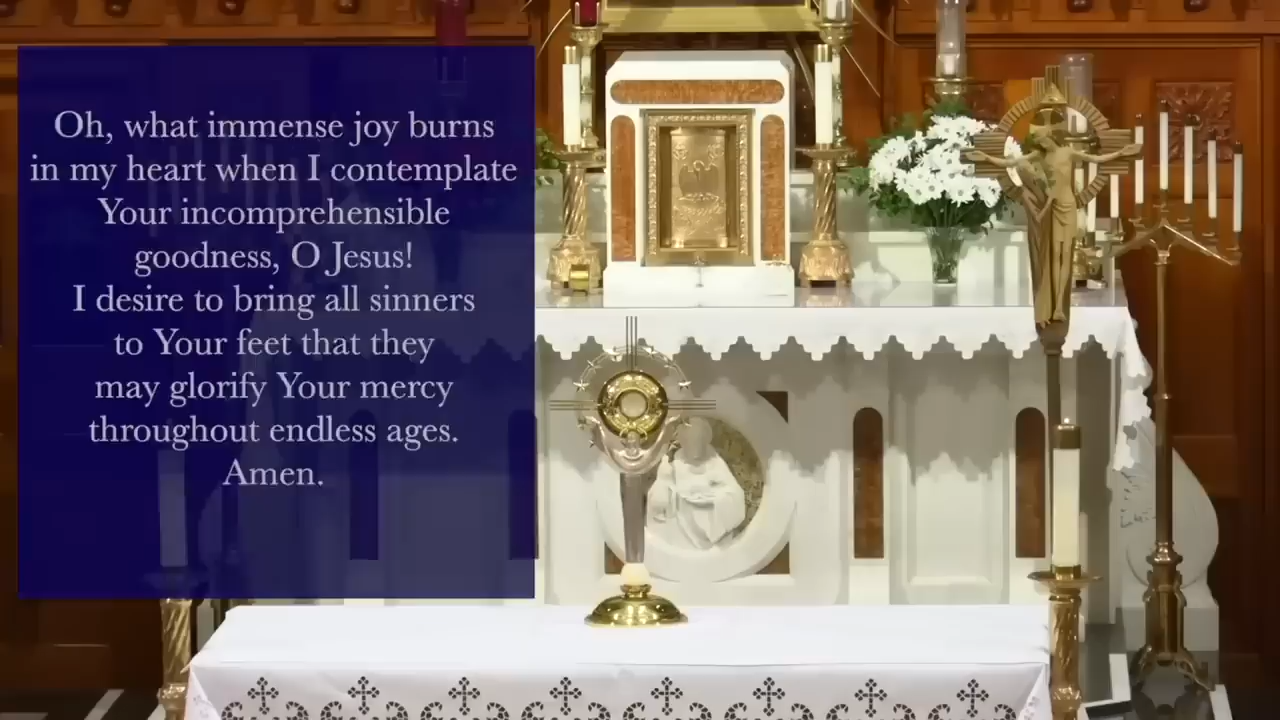 Oh, what immense joy burns
in my heart when I contemplate
Your incomprehensible
goodness, O Jesus!
I desire to bring all sinners
to Your feet that they
may glorify Your mercy
throughout endless ages.
Amen.